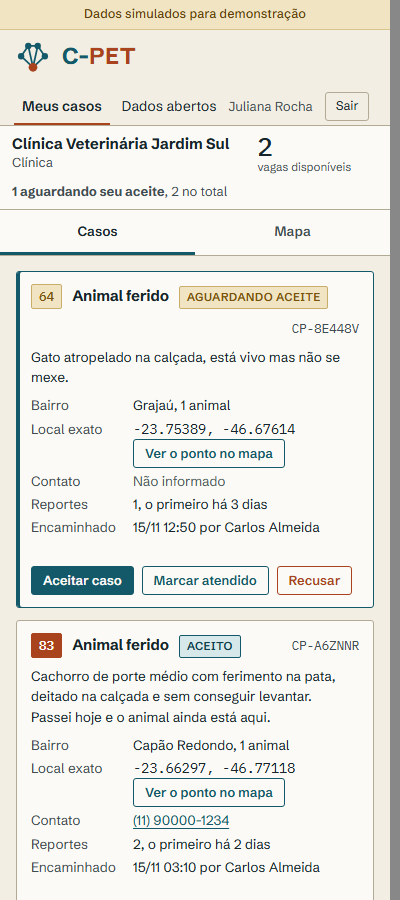 Dados simulados para demonstração
C-PET
Meus casos Dados abertos Juliana Rocha Sair
Clínica Veterinária Jardim Sul
Clínica
2
vagas disponíveis
1 aguardando seu aceite, 2 no total
Casos Mapa
64 Animal ferido AGUARDANDO ACEITE
CP-8E448V
Gato atropelado na calçada, está vivo mas não se
mexe.
Bairro Grajaú, 1 animal
Local exato -23.75389, -46.67614
Ver o ponto no mapa
Contato Não informado
Reportes 1, o primeiro há 3 dias
Encaminhado 15/11 12:50 por Carlos Almeida
Aceitar caso Marcar atendido Recusar
83 Animal ferido ACEITO CP-A6ZNNR
Cachorro de porte médio com ferimento na pata,
deitado na calçada e sem conseguir levantar.
Passei hoje e o animal ainda está aqui.
Bairro Capão Redondo, 1 animal
Local exato -23.66297, -46.77118
Ver o ponto no mapa
Contato (11) 90000-1234
Reportes 2, o primeiro há 2 dias
Encaminhado 15/11 03:10 por Carlos Almeida